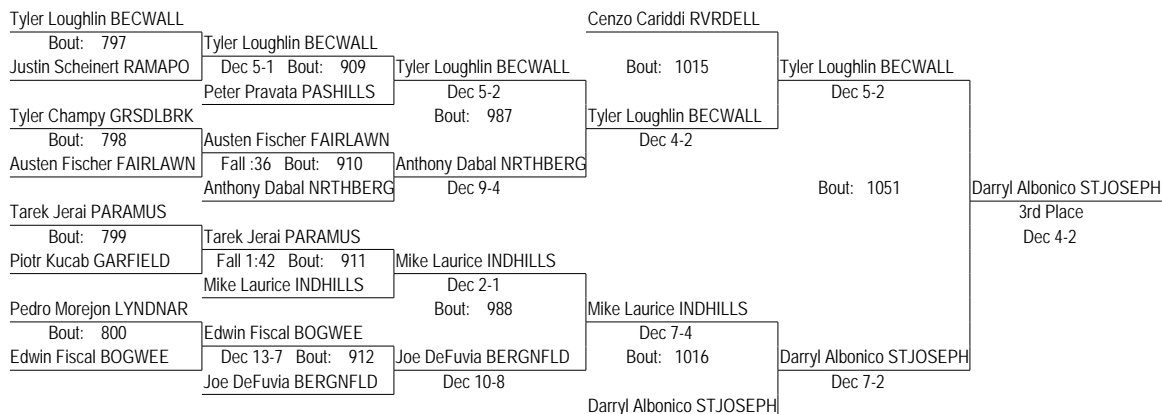 Tyler Loughlin BECWALL
Bout: 797
Justin Scheinert RAMAPO
Tyler Champy GRSDLBRK
Bout: 798
Austen Fischer FAIRLAWN
Tarek Jerai PARAMUS
Bout: 799
Piotr Kucab GARFIELD
Pedro Morejon LYNDNAR
Bout: 800
Edwin Fiscal BOGWEE
Tyler Loughlin BECWALL
Dec 5-1 Bout: 909
Peter Pravata PASHILLS
Austen Fischer FAIRLAWN
Fall :36 Bout: 910
Anthony Dabal NRTHBERG
Tarek Jerai PARAMUS
Fall 1:42 Bout: 911
Mike Laurice INDHILLS
Edwin Fiscal BOGWEE
Dec 13-7 Bout: 912
Joe DeFuvia BERGNFLD
Tyler Loughlin BECWALL
Dec 5-2
Bout: 987
Anthony Dabal NRTHBERG
Dec 9-4
Mike Laurice INDHILLS
Dec 2-1
Bout: 988
Joe DeFuvia BERGNFLD
Dec 10-8
Cenzo Cariddi RVRDELL
Bout: 1015
Tyler Loughlin BECWALL
Dec 4-2
Mike Laurice INDHILLS
Dec 7-4
Bout: 1016
Darryl Albonico STJOSEPH
Tyler Loughlin BECWALL
Dec 5-2
Bout: 1051
Darryl Albonico STJOSEPH
Dec 7-2
Darryl Albonico STJOSEPH
3rd Place
Dec 4-2